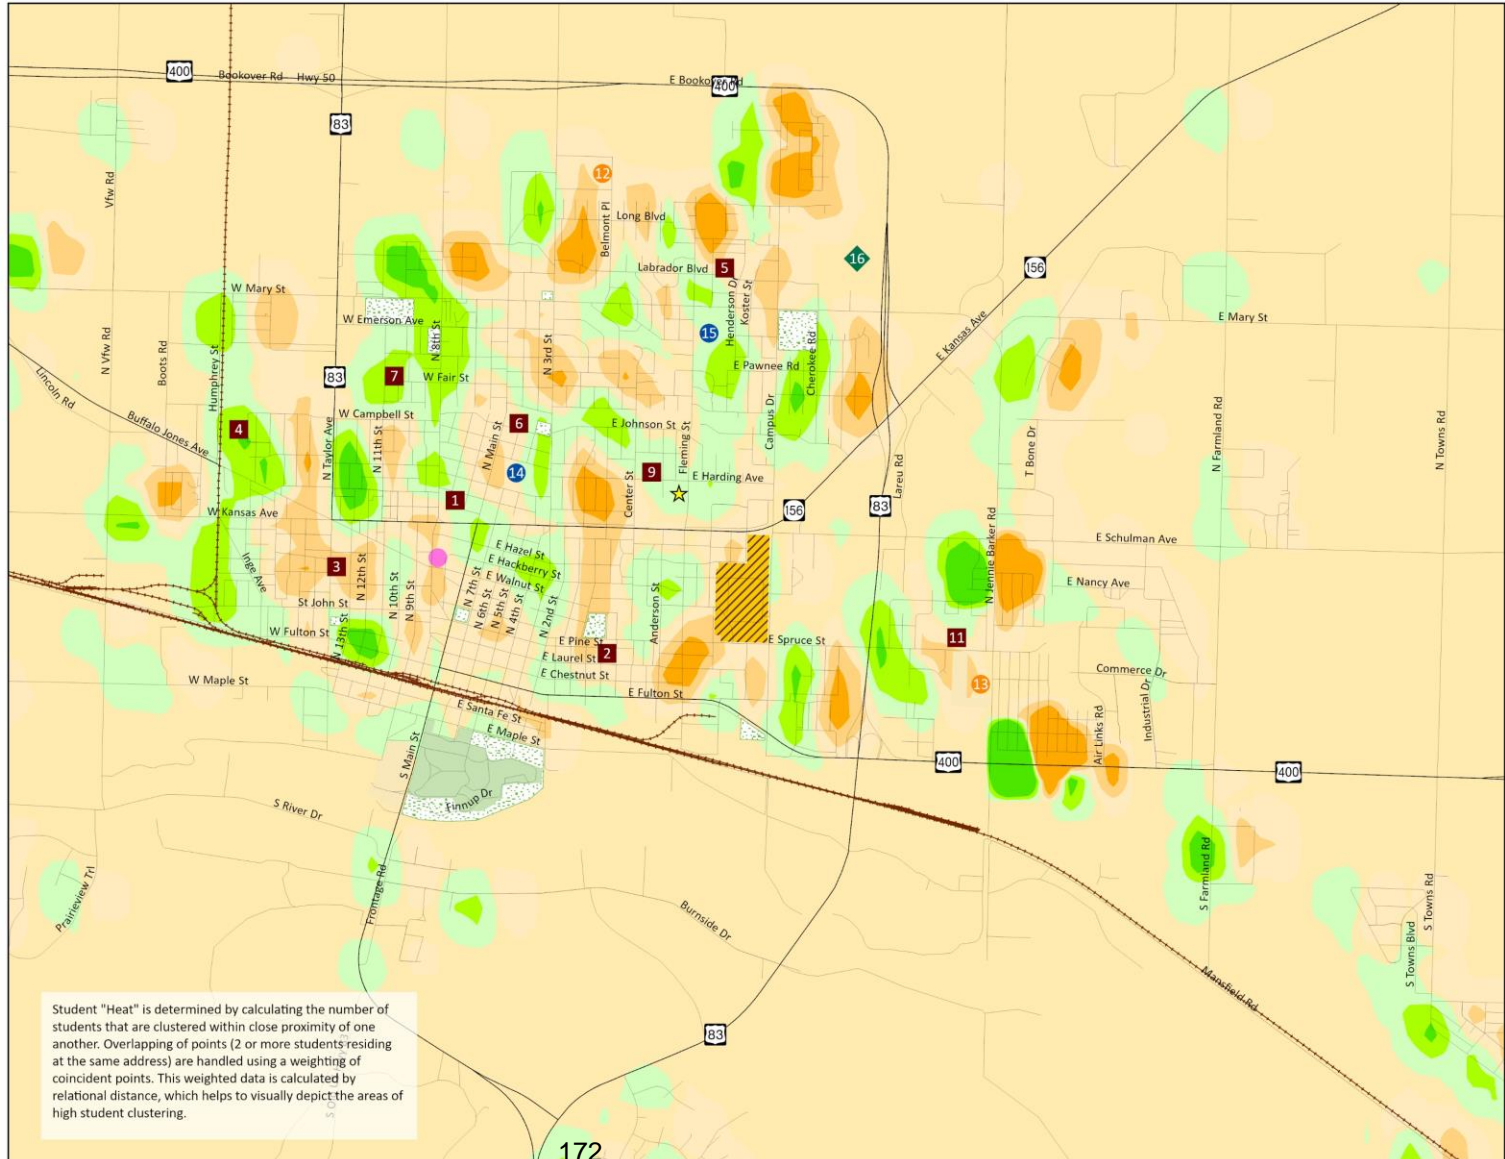 400
Bookover Rd Hwy 50
E Bookover Rd
400
83
Vfw Rd
12
Long Blvd
Belmont Pl
Labrador Blvd
5
16
156
W Mary St
Henderson Dr
Koster St
E Mary St
W Emerson Ave
N 8th St
15
E Kansas Ave
N Vfw Rd
Boots Rd
N 3rd St
E Pawnee Rd
Cherokee Rd
Humphrey St
83
7
W Fair St
Lincoln Rd
W Campbell St
Buffalo Jones Ave
4
N Taylor Ave
N 11th St
N Main St
6
E Johnson St
Fleming St
Campus Dr
T Bone Dr
N Farmland Rd
N Towns Rd
14
9
E Harding Ave
Center St
Lareu Rd
1
W Kansas Ave
156
83
E Schulman Ave
E Hazel St
E Hackberry St
E Walnut St
Inge Ave
3
N 12th St
N 10th St
N 9th St
N 7th St
N 6th St
N 5th St
N 4th St
N 2nd St
Anderson St
N Jennie Barker Rd
E Nancy Ave
St John St
W Fulton St
N 13th St
E Pine St
E Laurel St
2
E Chestnut St
E Spruce St
11
Commerce Dr
W Maple St
E Fulton St
13
Industrial Dr
E Santa Fe St
E Maple St
S Main St
Air Links Rd
400
400
Finnup Dr
S River Dr
Prairieview Trl
Frontage Rd
Burnside Dr
S Farmland Rd
S Towns Rd
S Towns Blvd
Mansfield Rd
83
Student "Heat" is determined by calculating the number of
students that are clustered within close proximity of one
another. Overlapping of points (2 or more students residing
at the same address) are handled using a weighting of
coincident points. This weighted data is calculated by
relational distance, which helps to visually depict the areas of
high student clustering.
172